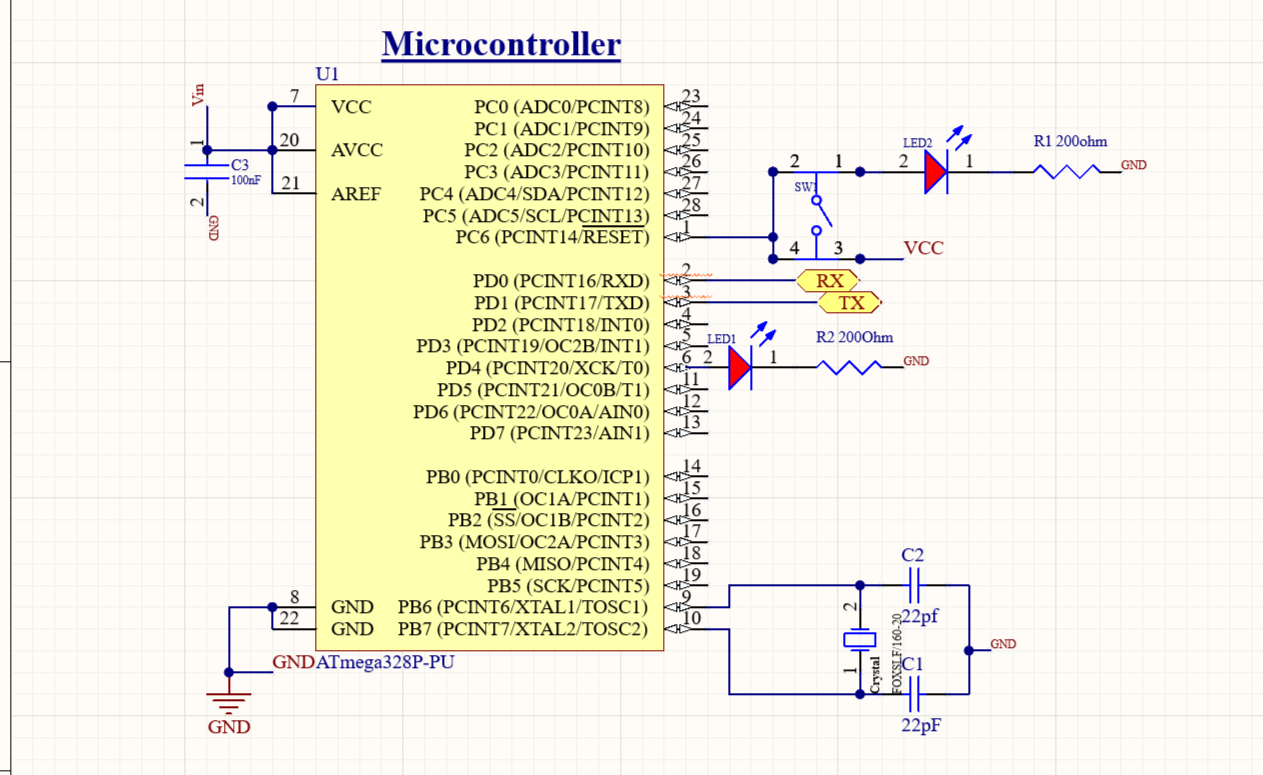 Microcontroller
U1
Vin
1
C3
100nF
2
GND
7 VCC
20 AVCC
21 AREF
PC0 (ADC0/PCINT8) 23
PC1 (ADC1/PCINT9) 24
PC2 (ADC2/PCINT10) 25
PC3 (ADC3/PCINT11) 26
PC4 (ADC4/SDA/PCINT12) 27
PC5 (ADC5/SCL/PCINT13) 28
PC6 (PCINT14/RESET) 1
PD0 (PCINT16/RXD) 2
PD1 (PCINT17/TXD) 3
PD2 (PCINT18/INT0) 4
PD3 (PCINT19/OC2B/INT1) 5
PD4 (PCINT20/XCK/T0) 6
PD5 (PCINT21/OC0B/T1) 11
PD6 (PCINT22/OC0A/AIN0) 12
PD7 (PCINT23/AIN1) 13
PB0 (PCINT0/CLKO/ICP1) 14
PB1 (OC1A/PCINT1) 15
PB2 (SS/OC1B/PCINT2) 16
PB3 (MOSI/OC2A/PCINT3) 17
PB4 (MISO/PCINT4) 18
PB5 (SCK/PCINT5) 19
8 GND PB6 (PCINT6/XTAL1/TOSC1) 9
22 GND PB7 (PCINT7/XTAL2/TOSC2) 10
GND
ATmega328P-PU
GND
LED2
R1 200ohm
2 1 2 1 GND
SW1
4 3 VCC
RX
TX
LED1
R2 200Ohm
2 1 GND
C2
22pf
2
1
Crystal
FOXSLF/160-20
GND
C1
22pF